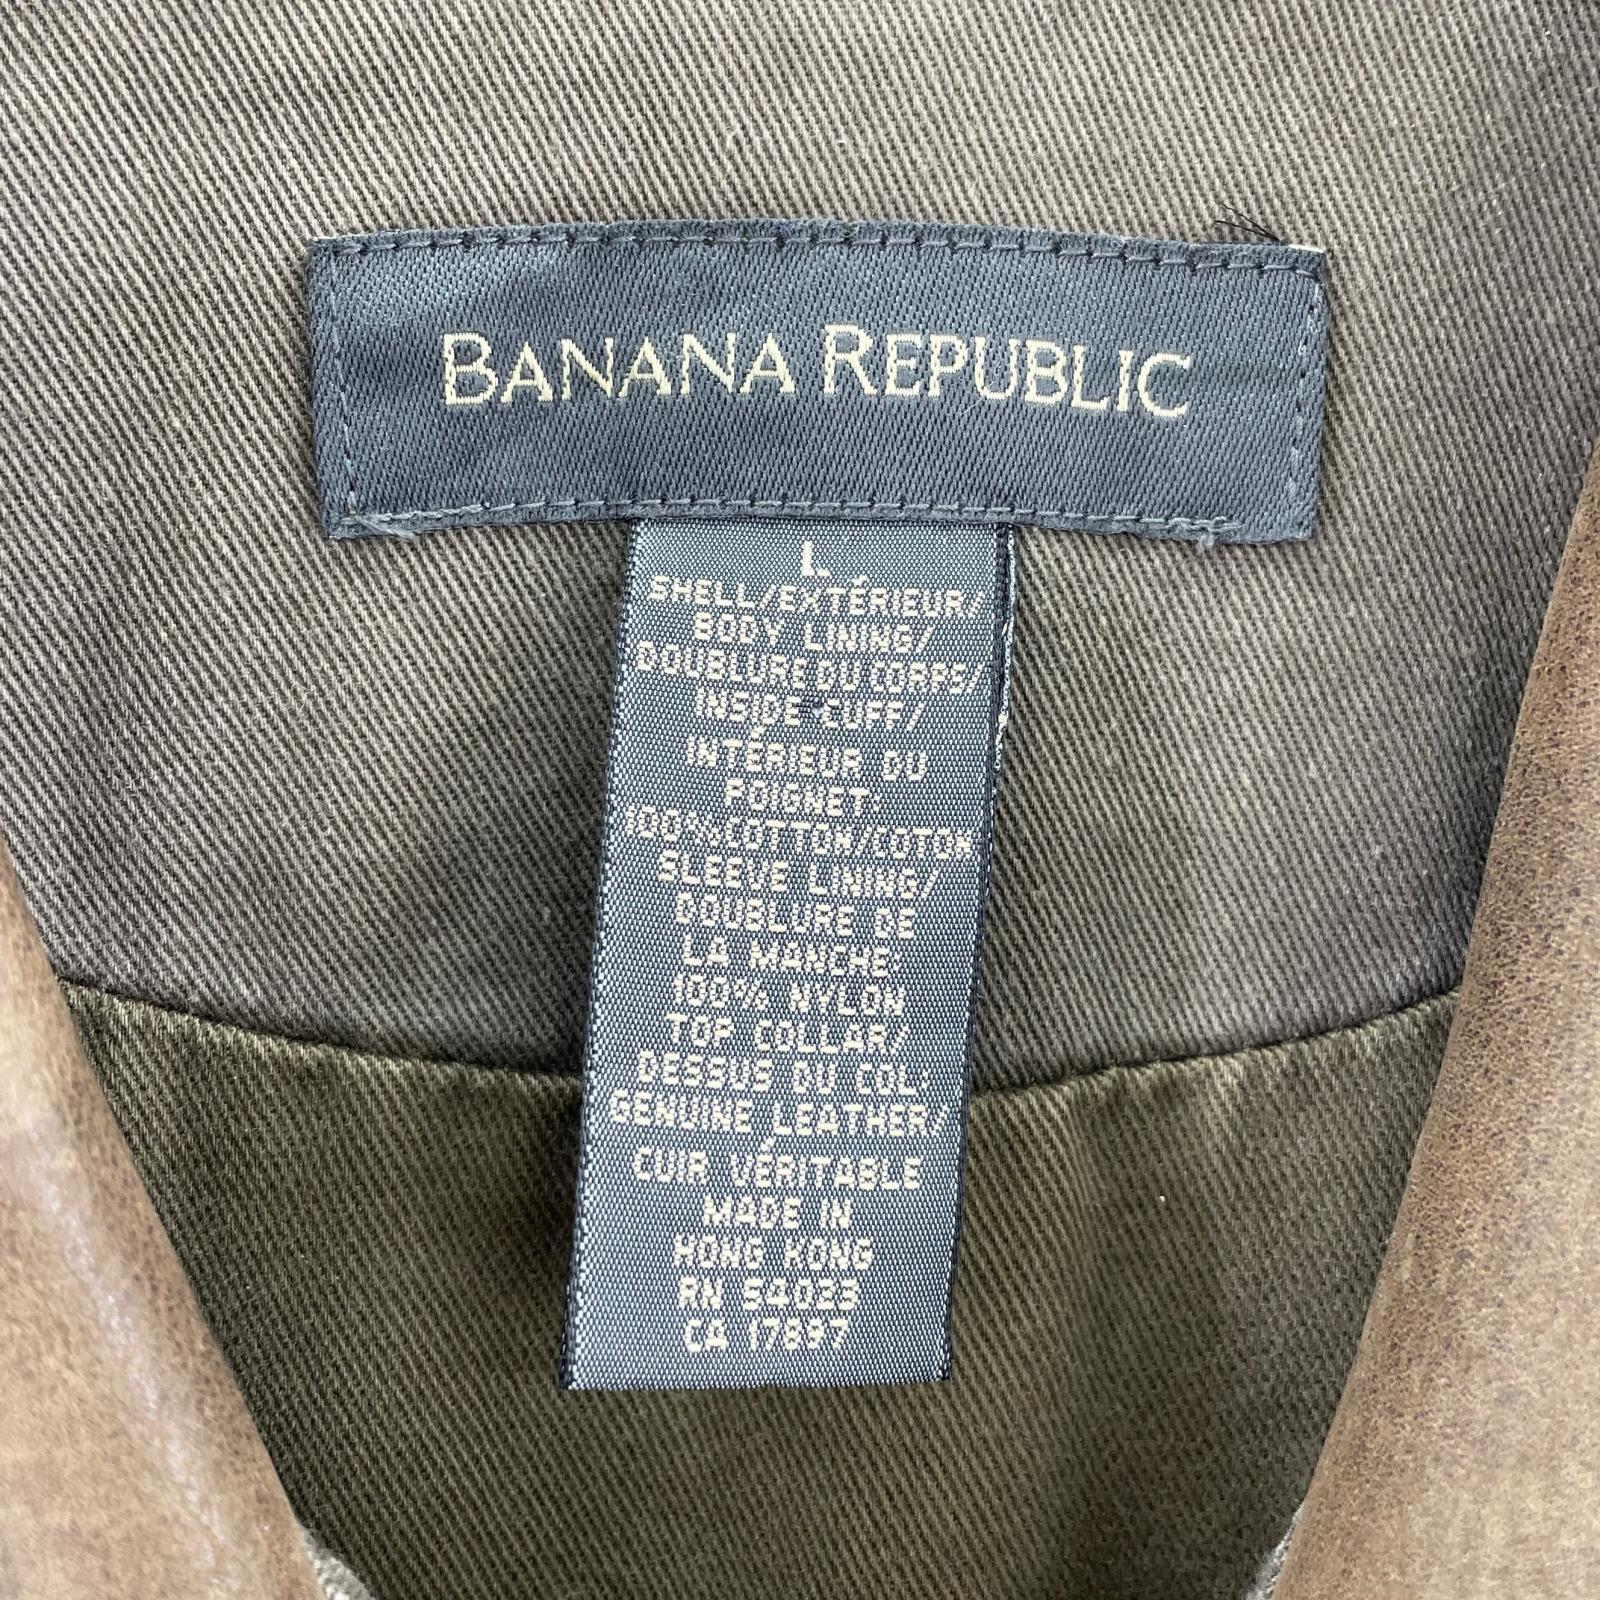 BANANA REPUBLIC
L
SHELL/EXTÉRIEUR/
BODY LINING/
DOUBLURE DU CORPS/
INSIDE CUFF/
INTÉRIEUR DU
POIGNET:
100% COTTON/COTON
SLEEVE LINING/
DOUBLURE DE
LA MANCHE
100% NYLON
TOP COLLAR/
DESSUS DU COL:
GENUINE LEATHER/
CUIR VÉRITABLE
MADE IN
HONG KONG
RN 54023
CA 17897